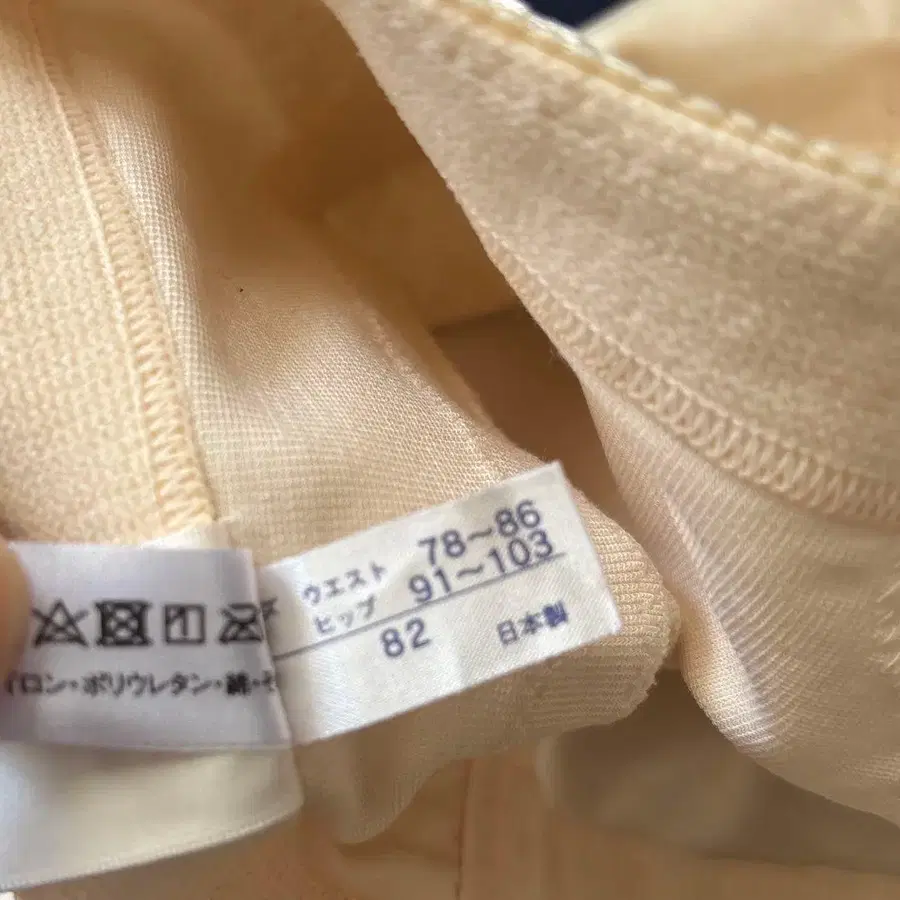 ウエスト 78～86
ヒップ 91～103
82 日本製
イロン・ポリウレタン・綿・そ